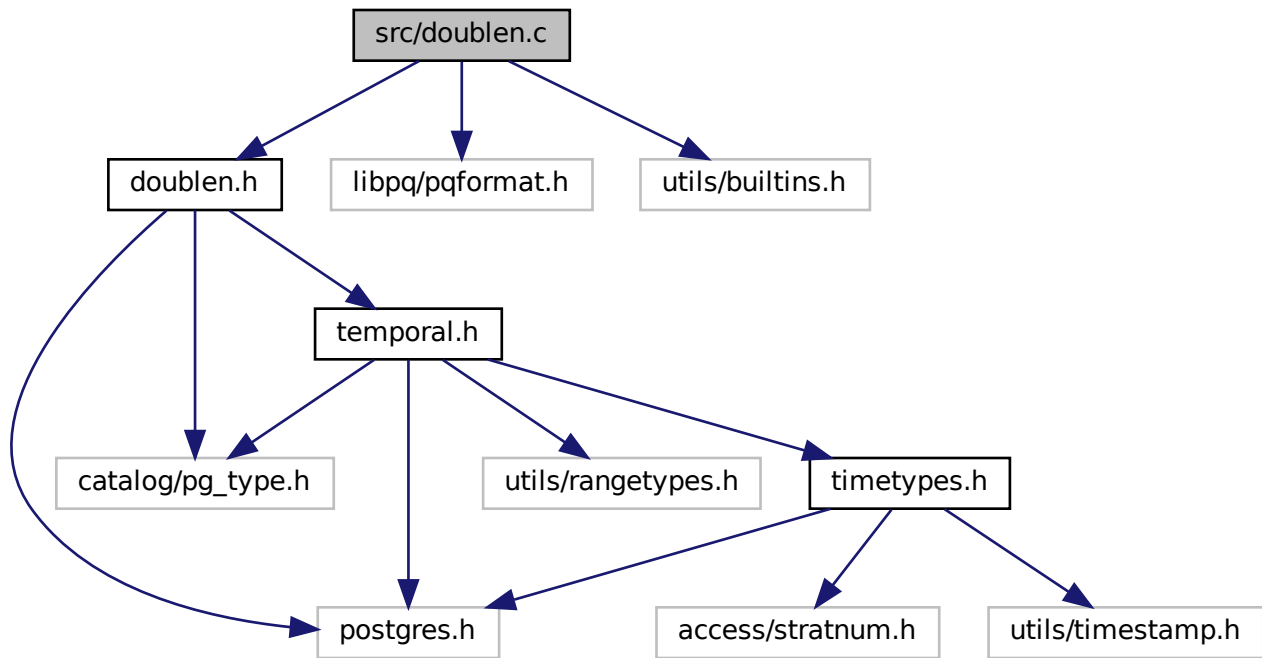 src/doublen.c
doublen.h
libpq/pqformat.h
utils/builtins.h
temporal.h
catalog/pg_type.h
utils/rangetypes.h
timetypes.h
postgres.h
access/stratnum.h
utils/timestamp.h